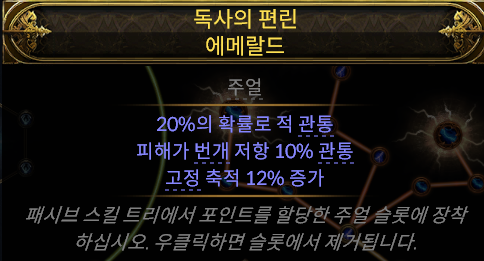 독사의 편린
에메랄드
주얼
20%의 확률로 적 관통
피해가 번개 저항 10% 관통
고정 축적 12% 증가
패시브 스킬 트리에서 포인트를 할당한 주얼 슬롯에 장착
하십시오. 우클릭하면 슬롯에서 제거됩니다.